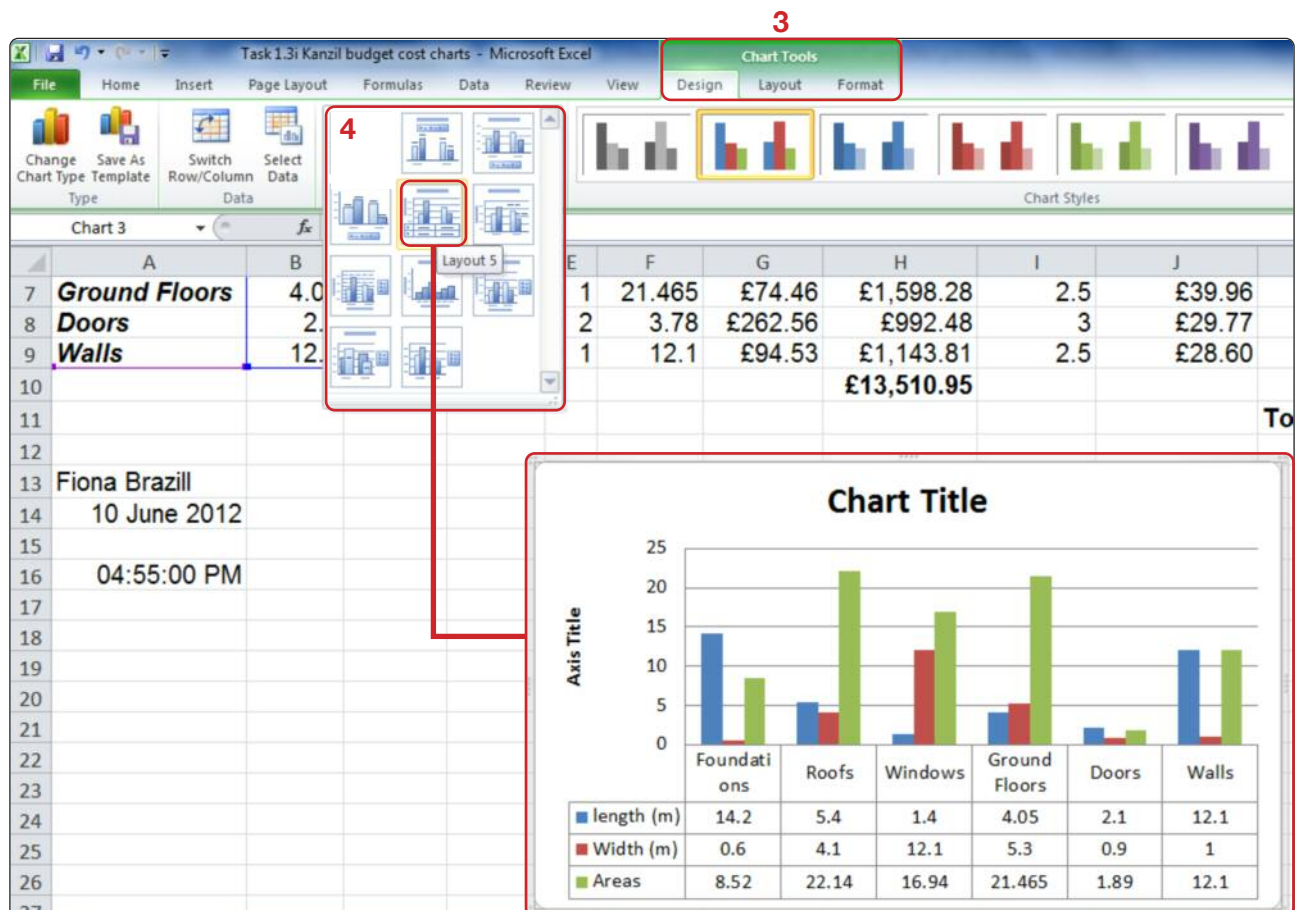 3
Task 1.3i Kanzil budget cost charts - Microsoft Excel
Chart Tools
File Home Insert Page Layout Formulas Data Review View Design Layout Format
4
Change Chart Type
Save As Template
Switch Row/Column
Select Data
Type
Data
Chart Styles
Chart 3
fx
Layout 5
A B E F G H I J
7 Ground Floors 4.0 1 21.465 £74.46 £1,598.28 2.5 £39.96
8 Doors 2. 2 3.78 £262.56 £992.48 3 £29.77
9 Walls 12. 1 12.1 £94.53 £1,143.81 2.5 £28.60
10 £13,510.95
11 To
12
13 Fiona Brazill
14 10 June 2012
15
16 04:55:00 PM
17
18
19
20
21
22
23
24
25
26
Chart Title
Axis Title
25
20
15
10
5
0
Foundati ons Roofs Windows Ground Floors Doors Walls
length (m) 14.2 5.4 1.4 4.05 2.1 12.1
Width (m) 0.6 4.1 12.1 5.3 0.9 1
Areas 8.52 22.14 16.94 21.465 1.89 12.1